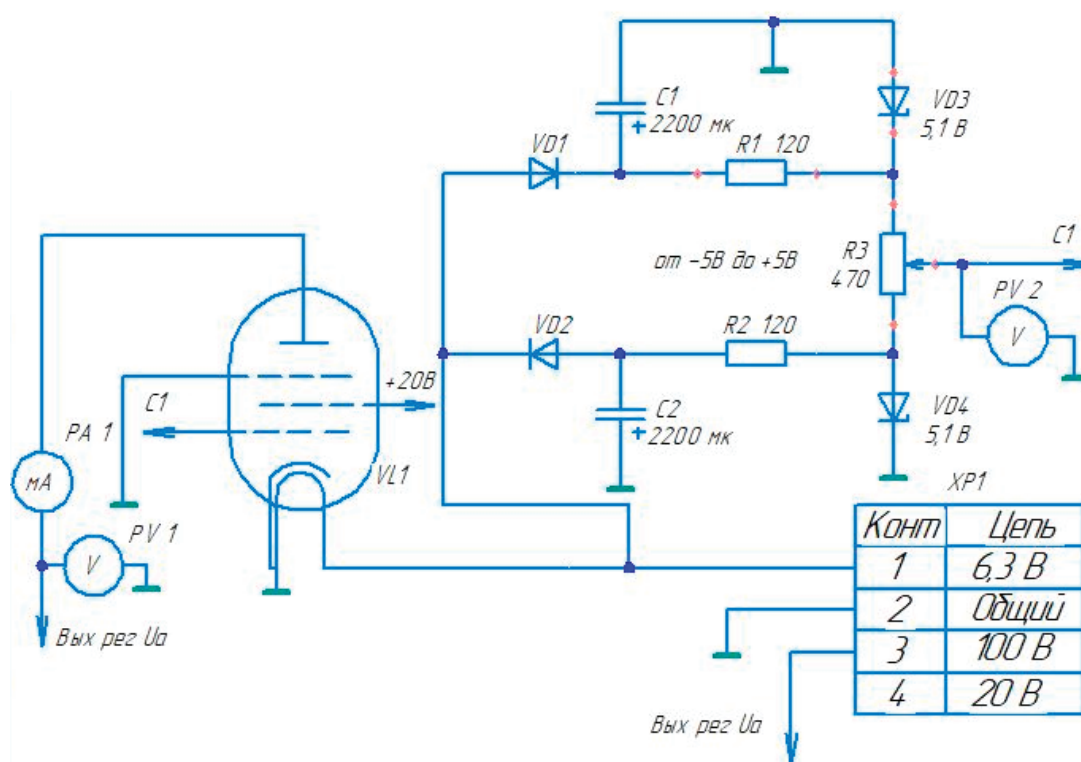 C1
+ 2200 мк
VD3
5,1 В
VD1
R1 120
от -5В до +5В
R3
470
C1
PV 2
V
VD2
R2 120
+20В
C1
C2
+ 2200 мк
VD4
5,1 В
PA 1
мА
VL1
PV 1
V
Вых рег Uа
XP1
Конт Цепь
1 6,3 В
2 Общий
3 100 В
4 20 В
Вых рег Uа